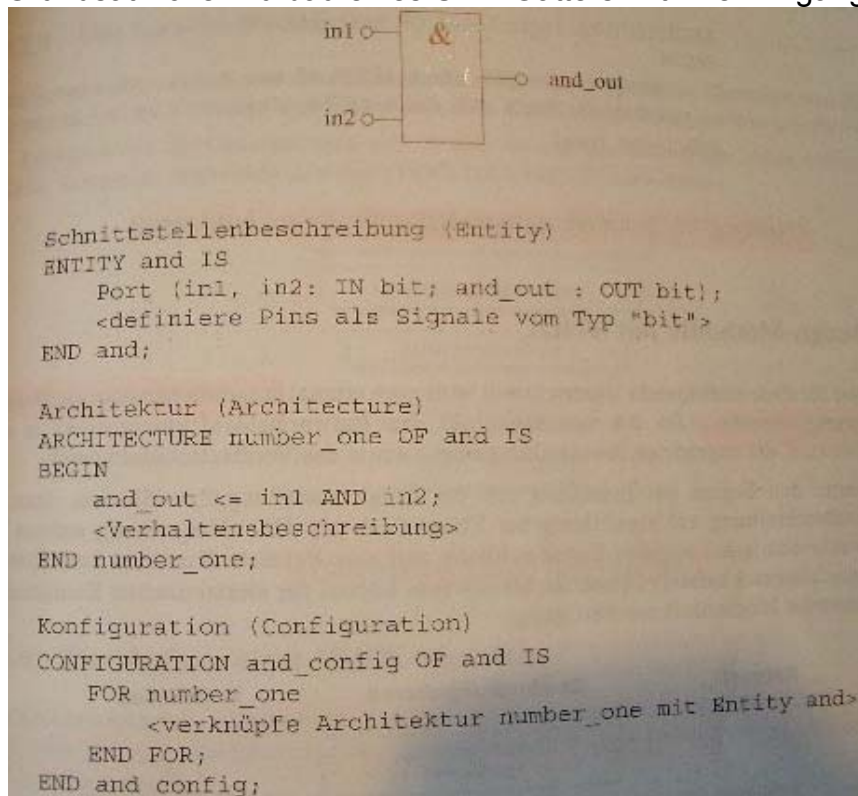 in1
&
and_out
in2
Schnittstellenbeschreibung (Entity)
ENTITY and IS
Port (in1, in2: IN bit; and_out : OUT bit);
<definiere Pins als Signale vom Typ "bit">
END and;
Architektur (Architecture)
ARCHITECTURE number_one OF and IS
BEGIN
and_out <= in1 AND in2;
<Verhaltensbeschreibung>
END number_one;
Konfiguration (Configuration)
CONFIGURATION and_config OF and IS
FOR number_one
<verknüpfe Architektur number_one mit Entity and>
END FOR;
END and_config;